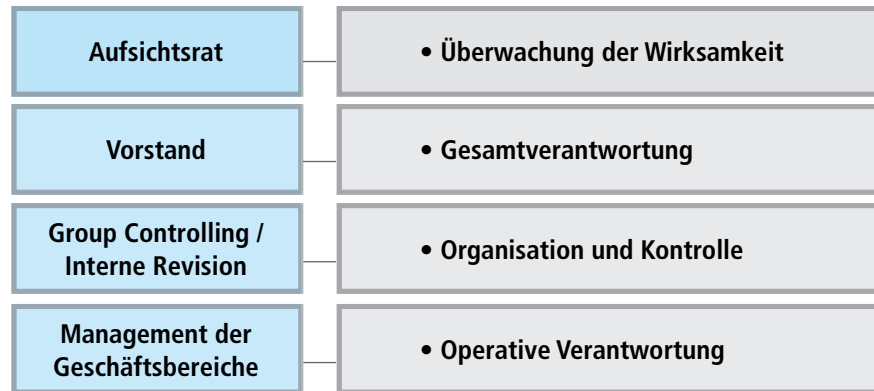 Aufsichtsrat
• Überwachung der Wirksamkeit
Vorstand
• Gesamtverantwortung
Group Controlling /
Interne Revision
• Organisation und Kontrolle
Management der
Geschäftsbereiche
• Operative Verantwortung